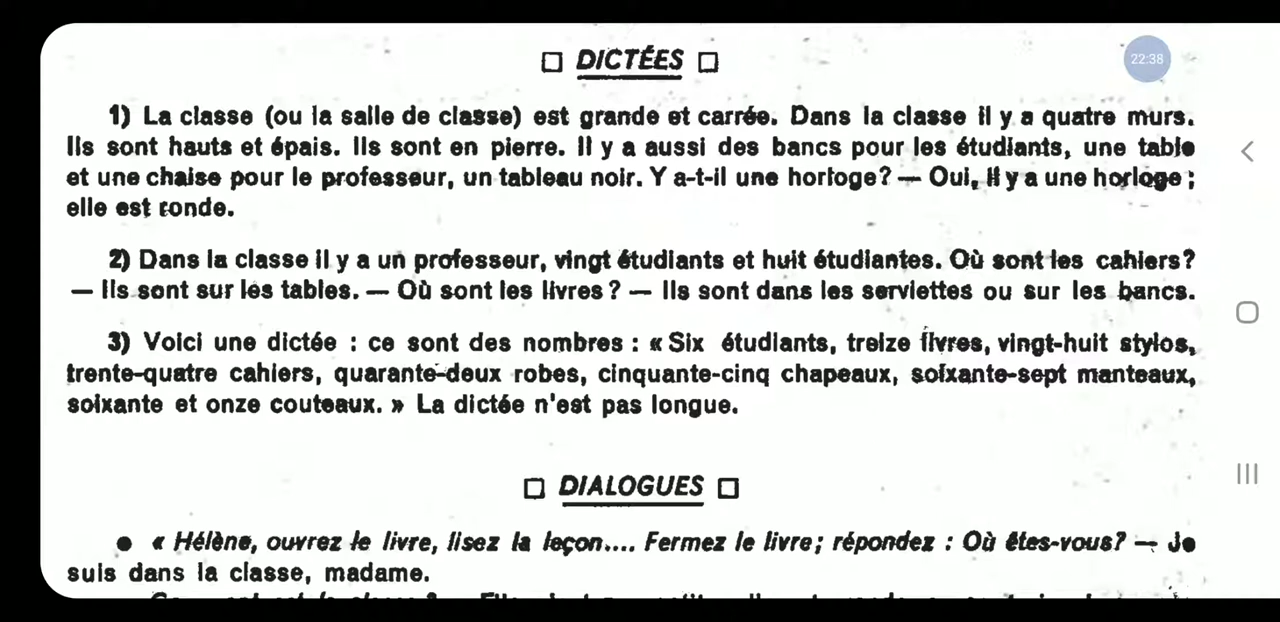 □ DICTÉES □
22:38
1) La classe (ou la salle de classe) est grande et carrée. Dans la classe il y a quatre murs.
Ils sont hauts et épais. Ils sont en pierre. Il y a aussi des bancs pour les étudiants, une table
et une chaise pour le professeur, un tableau noir. Y a-t-il une horloge? — Oui, il y a une horloge ;
elle est ronde.
2) Dans la classe il y a un professeur, vingt étudiants et huit étudiantes. Où sont les cahiers?
— Ils sont sur les tables. — Où sont les livres ? — Ils sont dans les serviettes ou sur les bancs.
3) Voici une dictée : ce sont des nombres : « Six étudiants, treize livres, vingt-huit stylos,
trente-quatre cahiers, quarante-deux robes, cinquante-cinq chapeaux, soixante-sept manteaux,
soixante et onze couteaux. » La dictée n'est pas longue.
□ DIALOGUES □
● « Hélène, ouvrez le livre, lisez la leçon.... Fermez le livre; répondez : Où êtes-vous? — Je
suis dans la classe, madame.